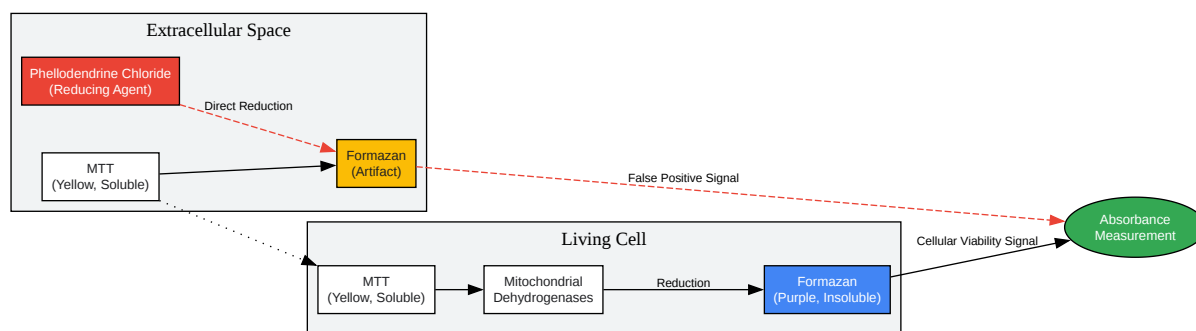 Extracellular Space
Phellodendrine Chloride
(Reducing Agent)
Direct Reduction
MTT
(Yellow, Soluble)
Formazan
(Artifact)
False Positive Signal
Absorbance
Measurement
Living Cell
Cellular Viability Signal
MTT
(Yellow, Soluble)
Mitochondrial
Dehydrogenases
Reduction
Formazan
(Purple, Insoluble)